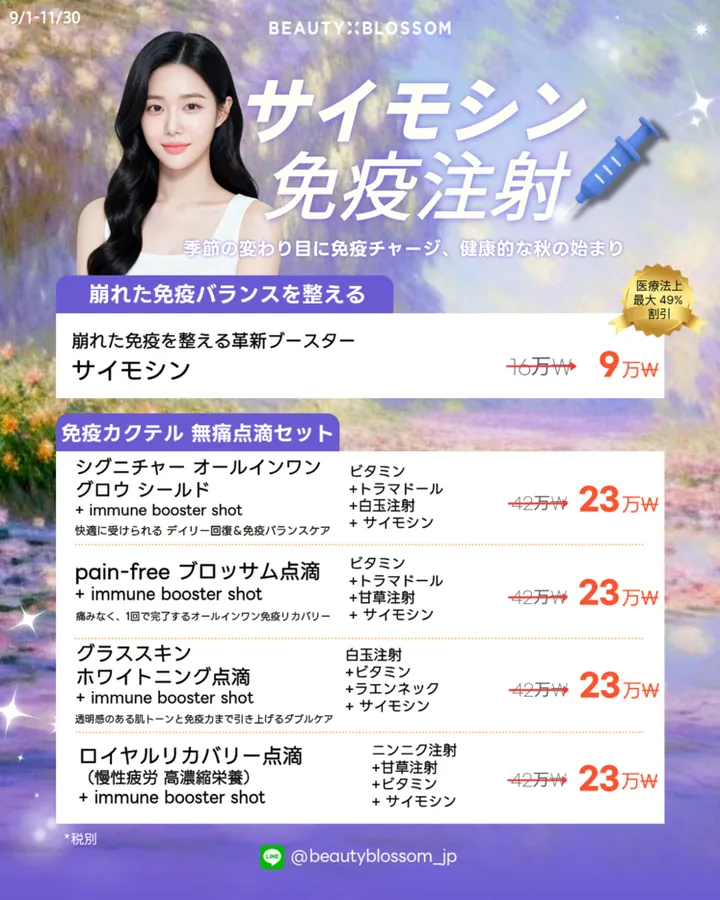 9/1-11/30
BEAUTY BLOSSOM
サイモシン
免疫注射
季節の変わり目に免疫チャージ、健康的な秋の始まり
崩れた免疫バランスを整える
医療法上
最大 49%
割引
崩れた免疫を整える革新ブースター
サイモシン
16万₩ 9万₩
免疫カクテル 無痛点滴セット
シグニチャー オールインワン
グロウ シールド
+ immune booster shot
快適に受けられる デイリー回復&免疫バランスケア
ビタミン
+トラマドール
+白玉注射
+ サイモシン
42万₩ 23万₩
pain-free ブロッサム点滴
+ immune booster shot
痛みなく、1回で完了するオールインワン免疫リカバリー
ビタミン
+トラマドール
+甘草注射
+ サイモシン
42万₩ 23万₩
グラススキン
ホワイトニング点滴
+ immune booster shot
透明感のある肌トーンと免疫力まで引き上げるダブルケア
白玉注射
+ビタミン
+ラエンネック
+ サイモシン
42万₩ 23万₩
ロイヤルリカバリー点滴
（慢性疲労 高濃縮栄養）
+ immune booster shot
ニンニク注射
+甘草注射
+ビタミン
+ サイモシン
42万₩ 23万₩
*税別
LINE @beautyblossom_jp